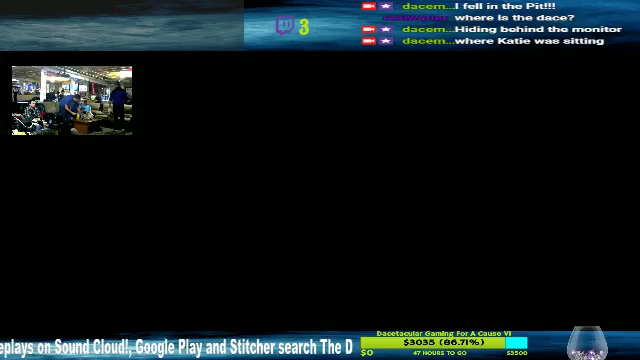 dacem...I fell in the Pit!!!
where is the dace?
dacem...Hiding behind the monitor
dacem...where Katie was sitting
3
Dacetacular Gaming For A Cause VI
$3035 (86.71%)
$0 47 HOURS TO GO $3500
eplays on Sound Cloud!, Google Play and Stitcher search The D